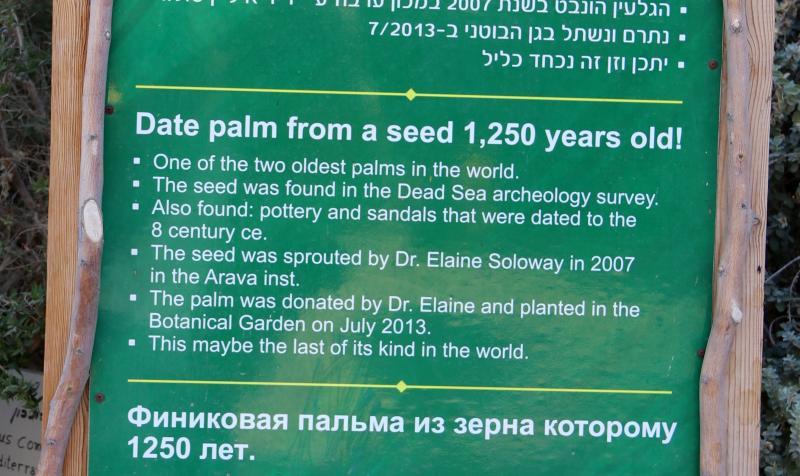 ▪ הגלעין הונבט בשנת 2007 במכון ערבה ע"י ד"ר איליין
▪ נתרם ונשתל בגן הבוטני ב-7/2013
▪ יתכן וזן זה נכחד כליל
Date palm from a seed 1,250 years old!
▪ One of the two oldest palms in the world.
▪ The seed was found in the Dead Sea archeology survey.
▪ Also found: pottery and sandals that were dated to the
8 century ce.
▪ The seed was sprouted by Dr. Elaine Soloway in 2007
in the Arava inst.
▪ The palm was donated by Dr. Elaine and planted in the
Botanical Garden on July 2013.
▪ This maybe the last of its kind in the world.
Финиковая пальма из зерна которому
1250 лет.